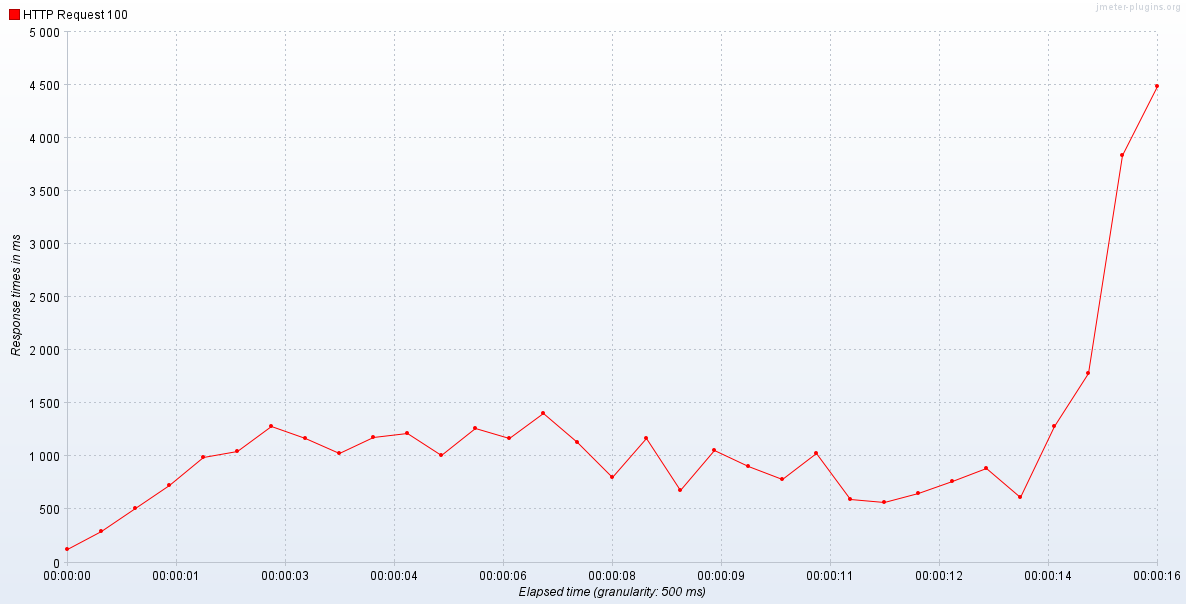 jmeter-plugins.org
HTTP Request 100
5 000
4 500
4 000
3 500
3 000
2 500
2 000
1 500
1 000
500
0
Response times in ms
00:00:00 00:00:01 00:00:03 00:00:04 00:00:06 00:00:08 00:00:09 00:00:11 00:00:12 00:00:14 00:00:16
Elapsed time (granularity: 500 ms)